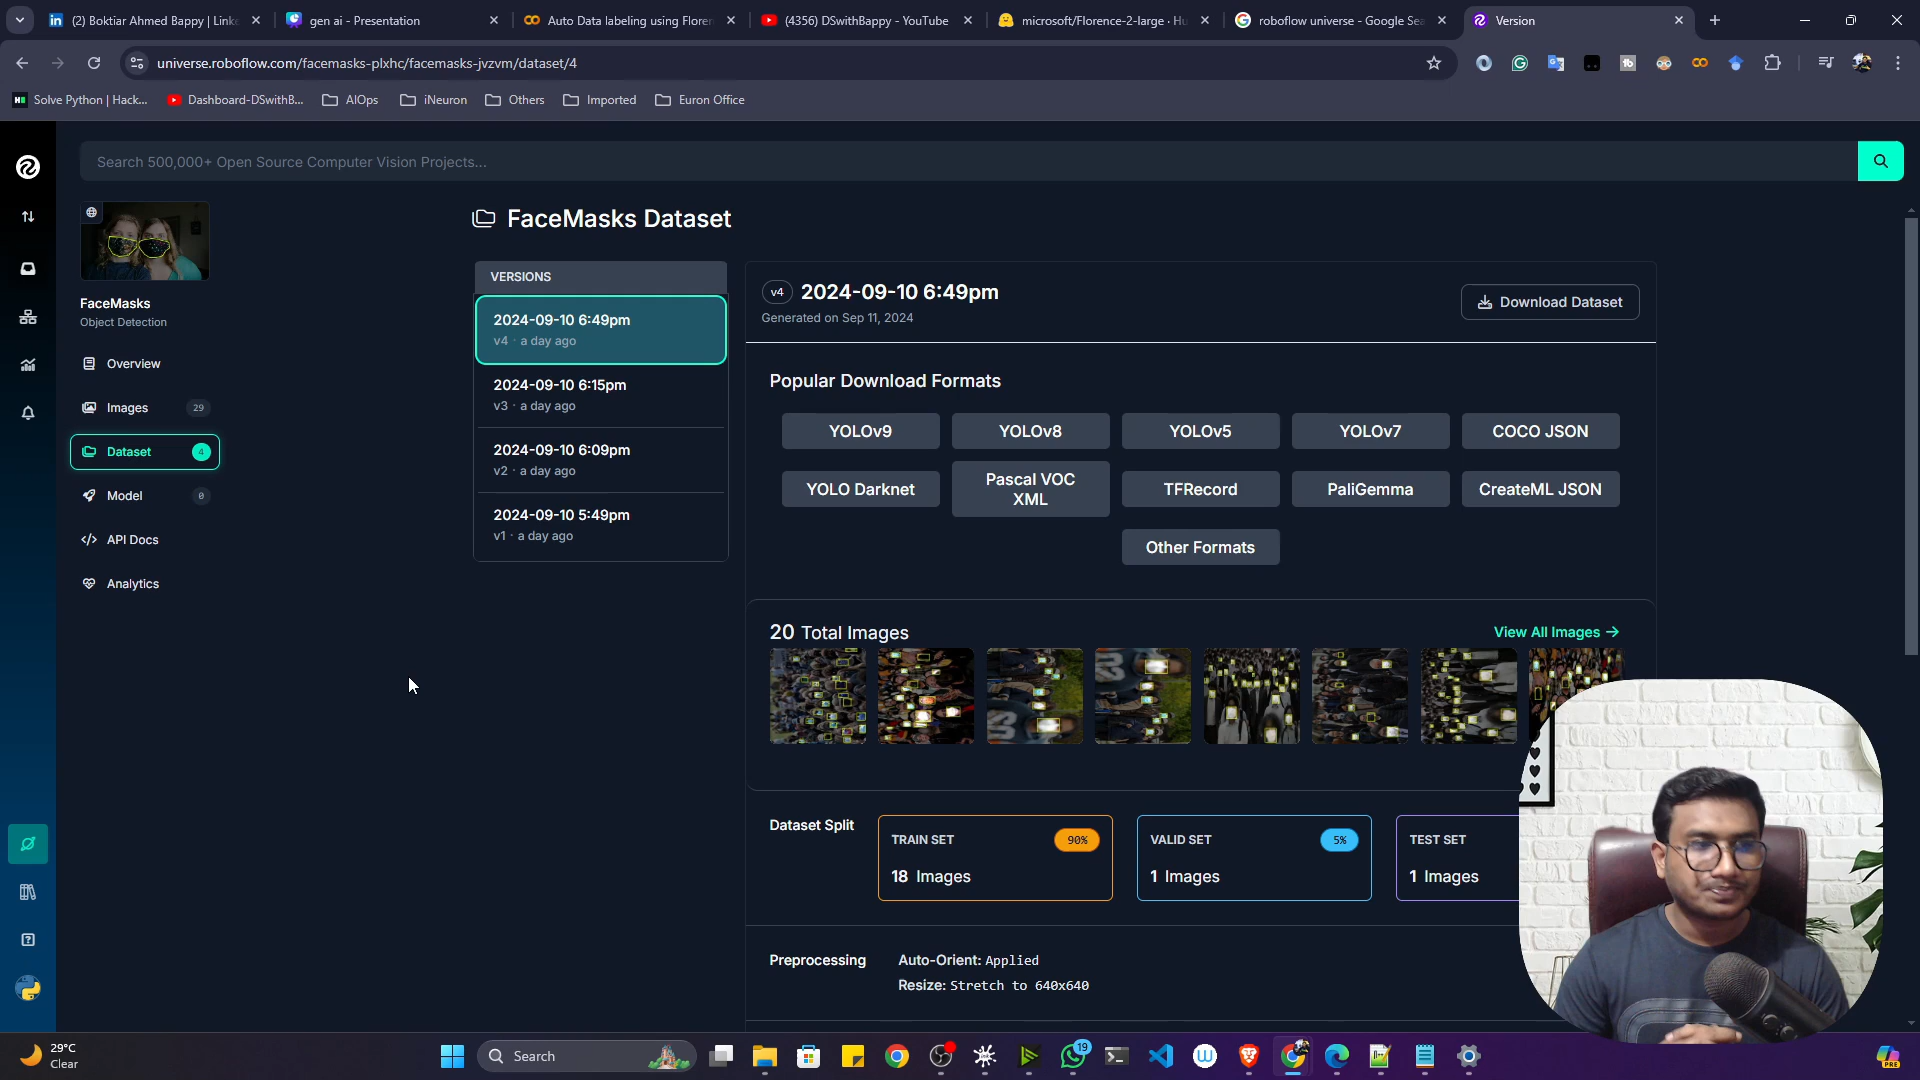 (2) Boktiar Ahmed Bappy | Linke
gen ai - Presentation
Auto Data labeling using Floren
(4356) DSwithBappy - YouTube
microsoft/Florence-2-large · Hu
roboflow universe - Google Sea
Version
universe.roboflow.com/facemasks-plxhc/facemasks-jvzvm/dataset/4
Solve Python | Hack...
Dashboard-DSwithB...
AIOps
iNeuron
Others
Imported
Euron Office
Search 500,000+ Open Source Computer Vision Projects...
FaceMasks
Object Detection
Overview
Images 29
Dataset 4
Model 0
API Docs
Analytics
FaceMasks Dataset
VERSIONS
2024-09-10 6:49pm
v4 · a day ago
2024-09-10 6:15pm
v3 · a day ago
2024-09-10 6:09pm
v2 · a day ago
2024-09-10 5:49pm
v1 · a day ago
v4 2024-09-10 6:49pm
Generated on Sep 11, 2024
Download Dataset
Popular Download Formats
YOLOv9 YOLOv8 YOLOv5 YOLOv7 COCO JSON
YOLO Darknet Pascal VOC XML TFRecord PaliGemma CreateML JSON
Other Formats
20 Total Images
View All Images →
Dataset Split
TRAIN SET 90%
18 Images
VALID SET 5%
1 Images
TEST SET
1 Images
Preprocessing
Auto-Orient: Applied
Resize: Stretch to 640x640
29°C
Clear
Search
19
PRE